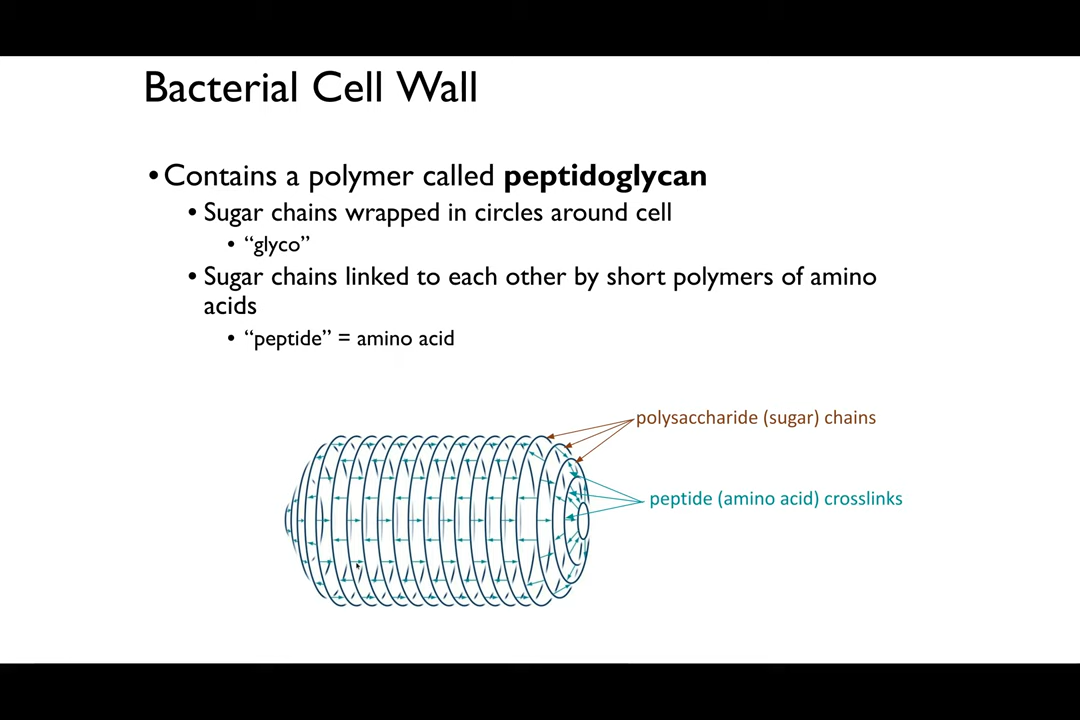 Bacterial Cell Wall
•Contains a polymer called peptidoglycan
• Sugar chains wrapped in circles around cell
• “glyco”
• Sugar chains linked to each other by short polymers of amino
acids
• “peptide” = amino acid
polysaccharide (sugar) chains
peptide (amino acid) crosslinks